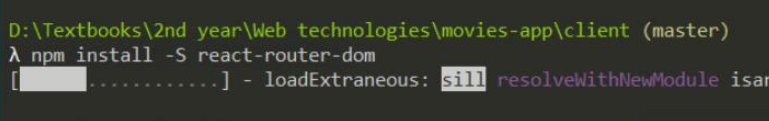 D:\Textbooks\2nd year\Web technologies\movies-app\client (master)
λ npm install -S react-router-dom
[ ............] - loadExtraneous: sill resolveWithNewModule isar